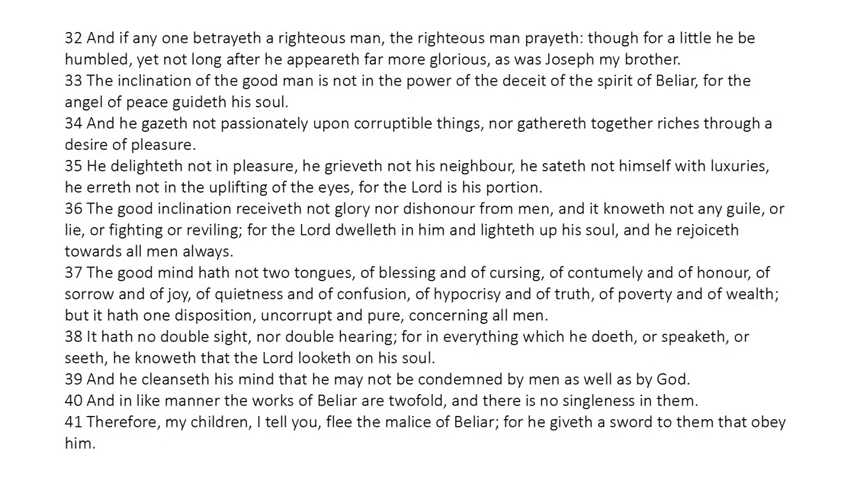 32 And if any one betrayeth a righteous man, the righteous man prayeth: though for a little he be
humbled, yet not long after he appeareth far more glorious, as was Joseph my brother.
33 The inclination of the good man is not in the power of the deceit of the spirit of Beliar, for the
angel of peace guideth his soul.
34 And he gazeth not passionately upon corruptible things, nor gathereth together riches through a
desire of pleasure.
35 He delighteth not in pleasure, he grieveth not his neighbour, he sateth not himself with luxuries,
he erreth not in the uplifting of the eyes, for the Lord is his portion.
36 The good inclination receiveth not glory nor dishonour from men, and it knoweth not any guile, or
lie, or fighting or reviling; for the Lord dwelleth in him and lighteth up his soul, and he rejoiceth
towards all men always.
37 The good mind hath not two tongues, of blessing and of cursing, of contumely and of honour, of
sorrow and of joy, of quietness and of confusion, of hypocrisy and of truth, of poverty and of wealth;
but it hath one disposition, uncorrupt and pure, concerning all men.
38 It hath no double sight, nor double hearing; for in everything which he doeth, or speaketh, or
seeth, he knoweth that the Lord looketh on his soul.
39 And he cleanseth his mind that he may not be condemned by men as well as by God.
40 And in like manner the works of Beliar are twofold, and there is no singleness in them.
41 Therefore, my children, I tell you, flee the malice of Beliar; for he giveth a sword to them that obey
him.